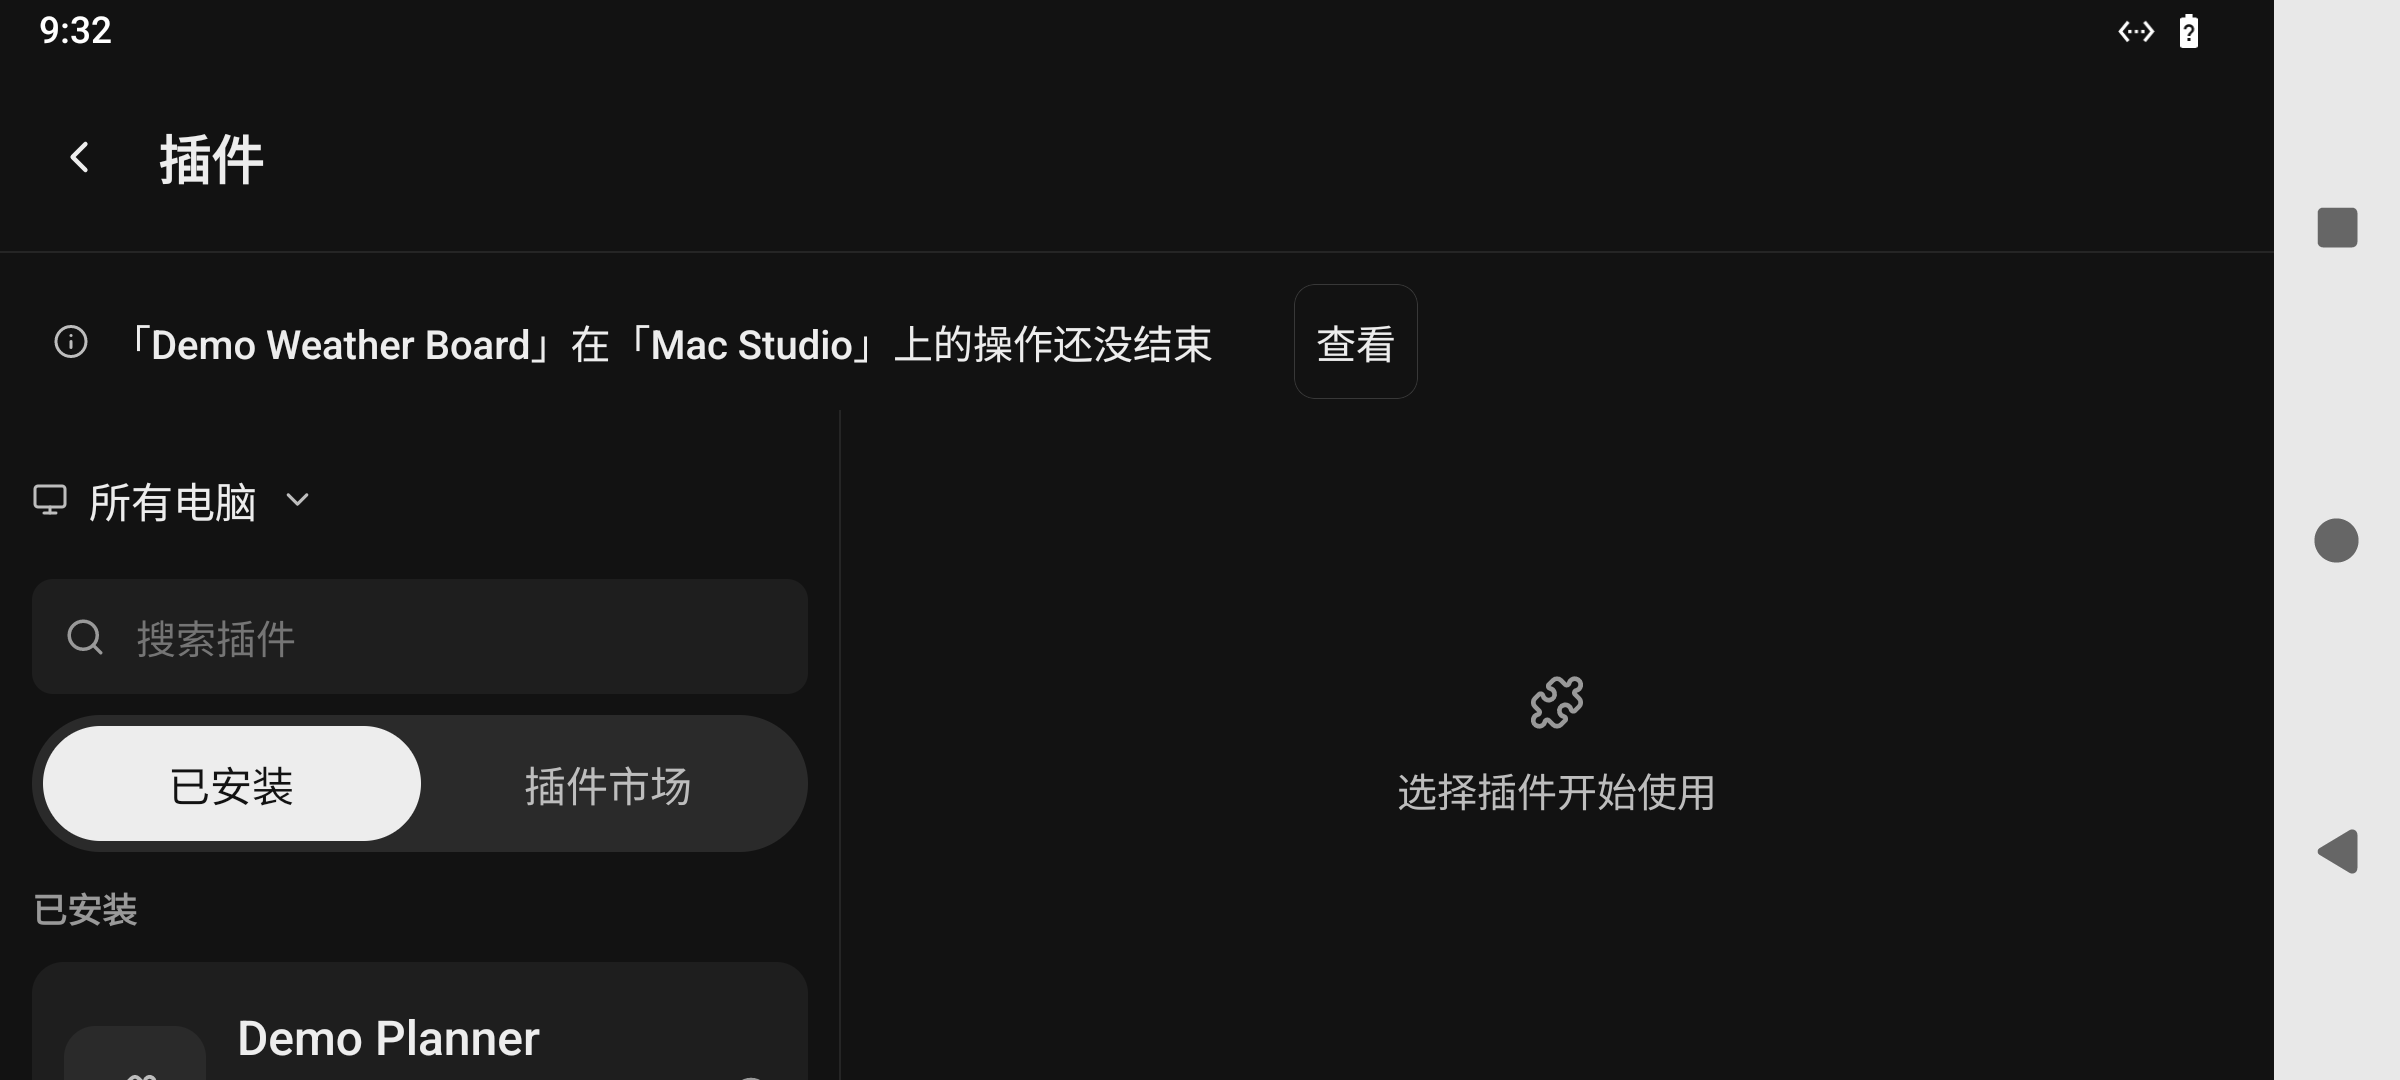 9:32
插件
「Demo Weather Board」在「Mac Studio」上的操作还没结束
查看
所有电脑
搜索插件
已安装
插件市场
已安装
Demo Planner
选择插件开始使用